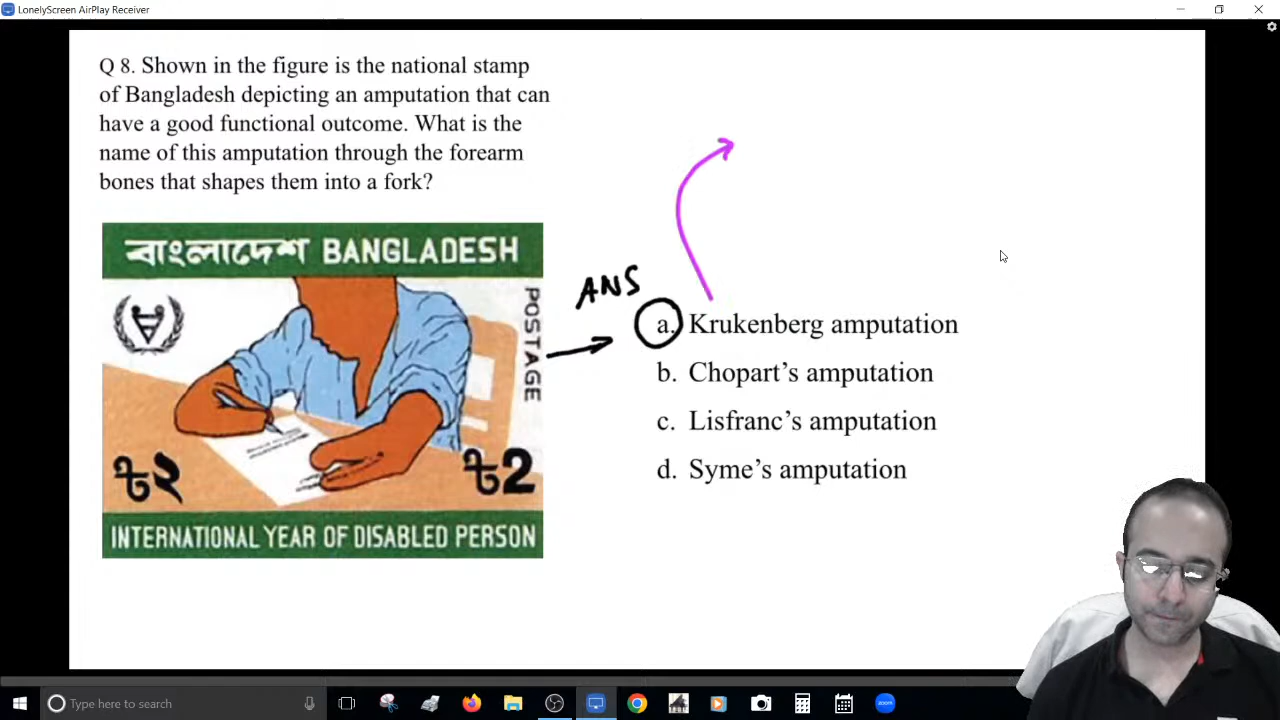 LonelyScreen AirPlay Receiver
Q 8. Shown in the figure is the national stamp
of Bangladesh depicting an amputation that can
have a good functional outcome. What is the
name of this amputation through the forearm
bones that shapes them into a fork?
বাংলাদেশ BANGLADESH
POSTAGE
৳২
৳2
INTERNATIONAL YEAR OF DISABLED PERSON
ANS
a. Krukenberg amputation
b. Chopart’s amputation
c. Lisfranc’s amputation
d. Syme’s amputation
Type here to search
zoom